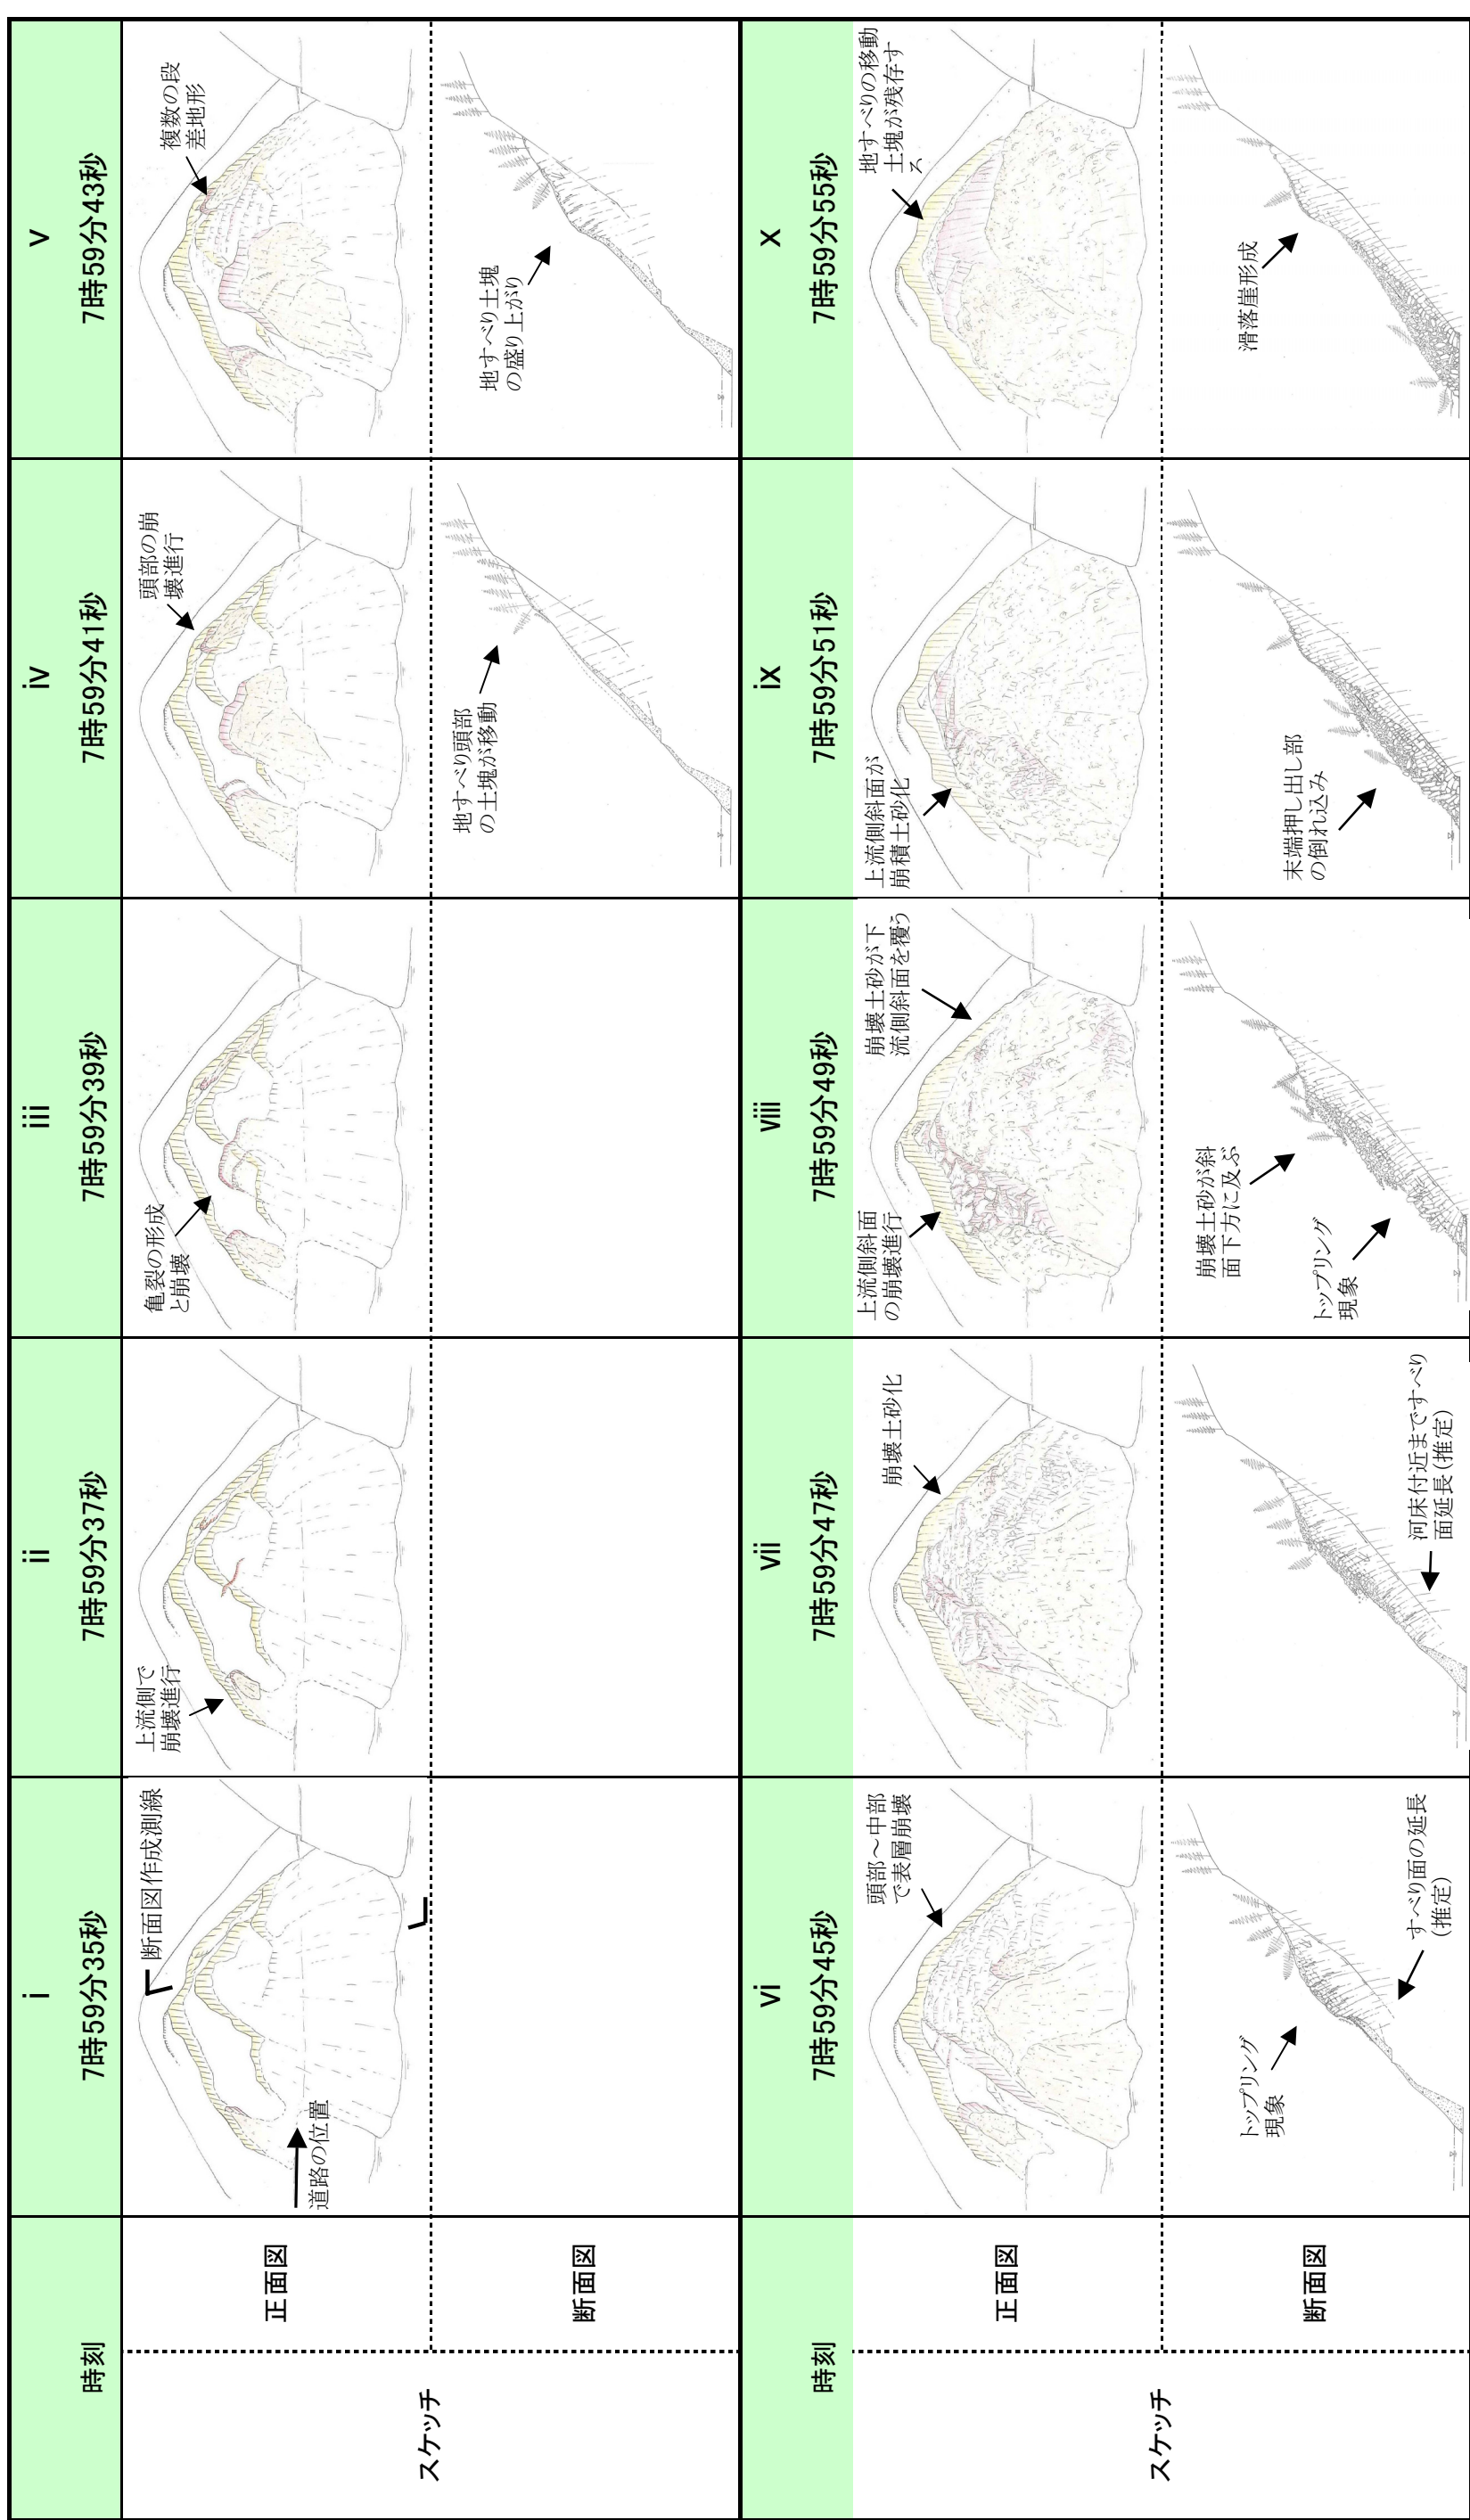 時刻
i
7時59分35秒
ii
7時59分37秒
iii
7時59分39秒
iv
7時59分41秒
v
7時59分43秒
スケッチ
正面図
断面図作成測線
道路の位置
上流側で
崩壊進行
亀裂の形成
と崩壊
頭部の崩
壊進行
複数の段
差地形
断面図
地すべり頭部
の土塊が移動
地すべり土塊
の盛り上がり
時刻
vi
7時59分45秒
vii
7時59分47秒
viii
7時59分49秒
ix
7時59分51秒
x
7時59分55秒
スケッチ
正面図
頭部～中部
で表層崩壊
崩壊土砂化
上流側斜面
の崩壊進行
崩壊土砂が下
流側斜面を覆う
上流側斜面が
崩積土砂化
地すべりの移動
土塊が残存す
ス
断面図
トップリング
現象
すべり面の延長
(推定)
河床付近まですべり
面延長(推定)
トップリング
現象
崩壊土砂が斜
面下方に及ぶ
末端押し出し部
の倒れ込み
滑落崖形成